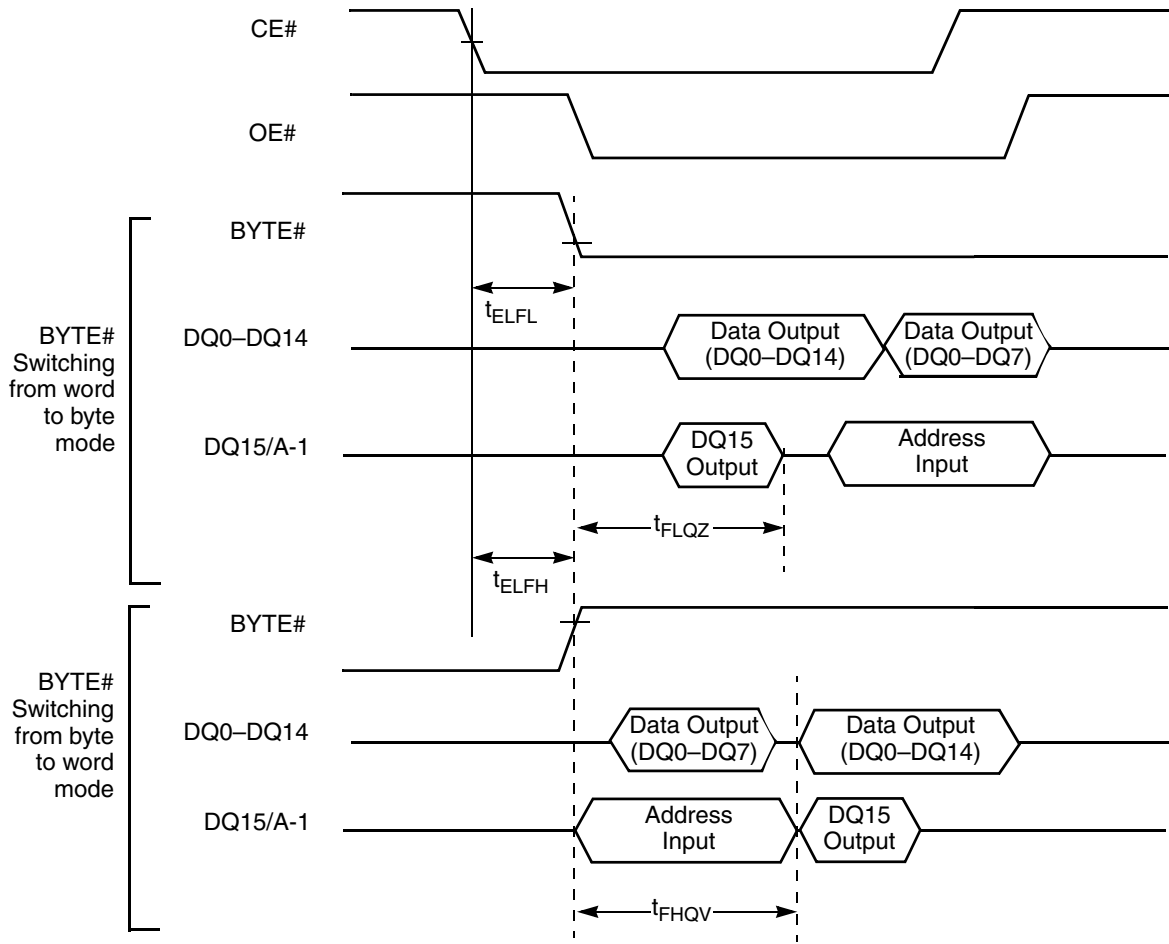 CE#
OE#
BYTE#
tELFL
BYTE#
Switching
from word
to byte
mode
DQ0–DQ14
Data Output
(DQ0–DQ14)
Data Output
(DQ0–DQ7)
DQ15/A-1
DQ15
Output
Address
Input
tFLQZ
tELFH
BYTE#
BYTE#
Switching
from byte
to word
mode
DQ0–DQ14
Data Output
(DQ0–DQ7)
Data Output
(DQ0–DQ14)
DQ15/A-1
Address
Input
DQ15
Output
tFHQV